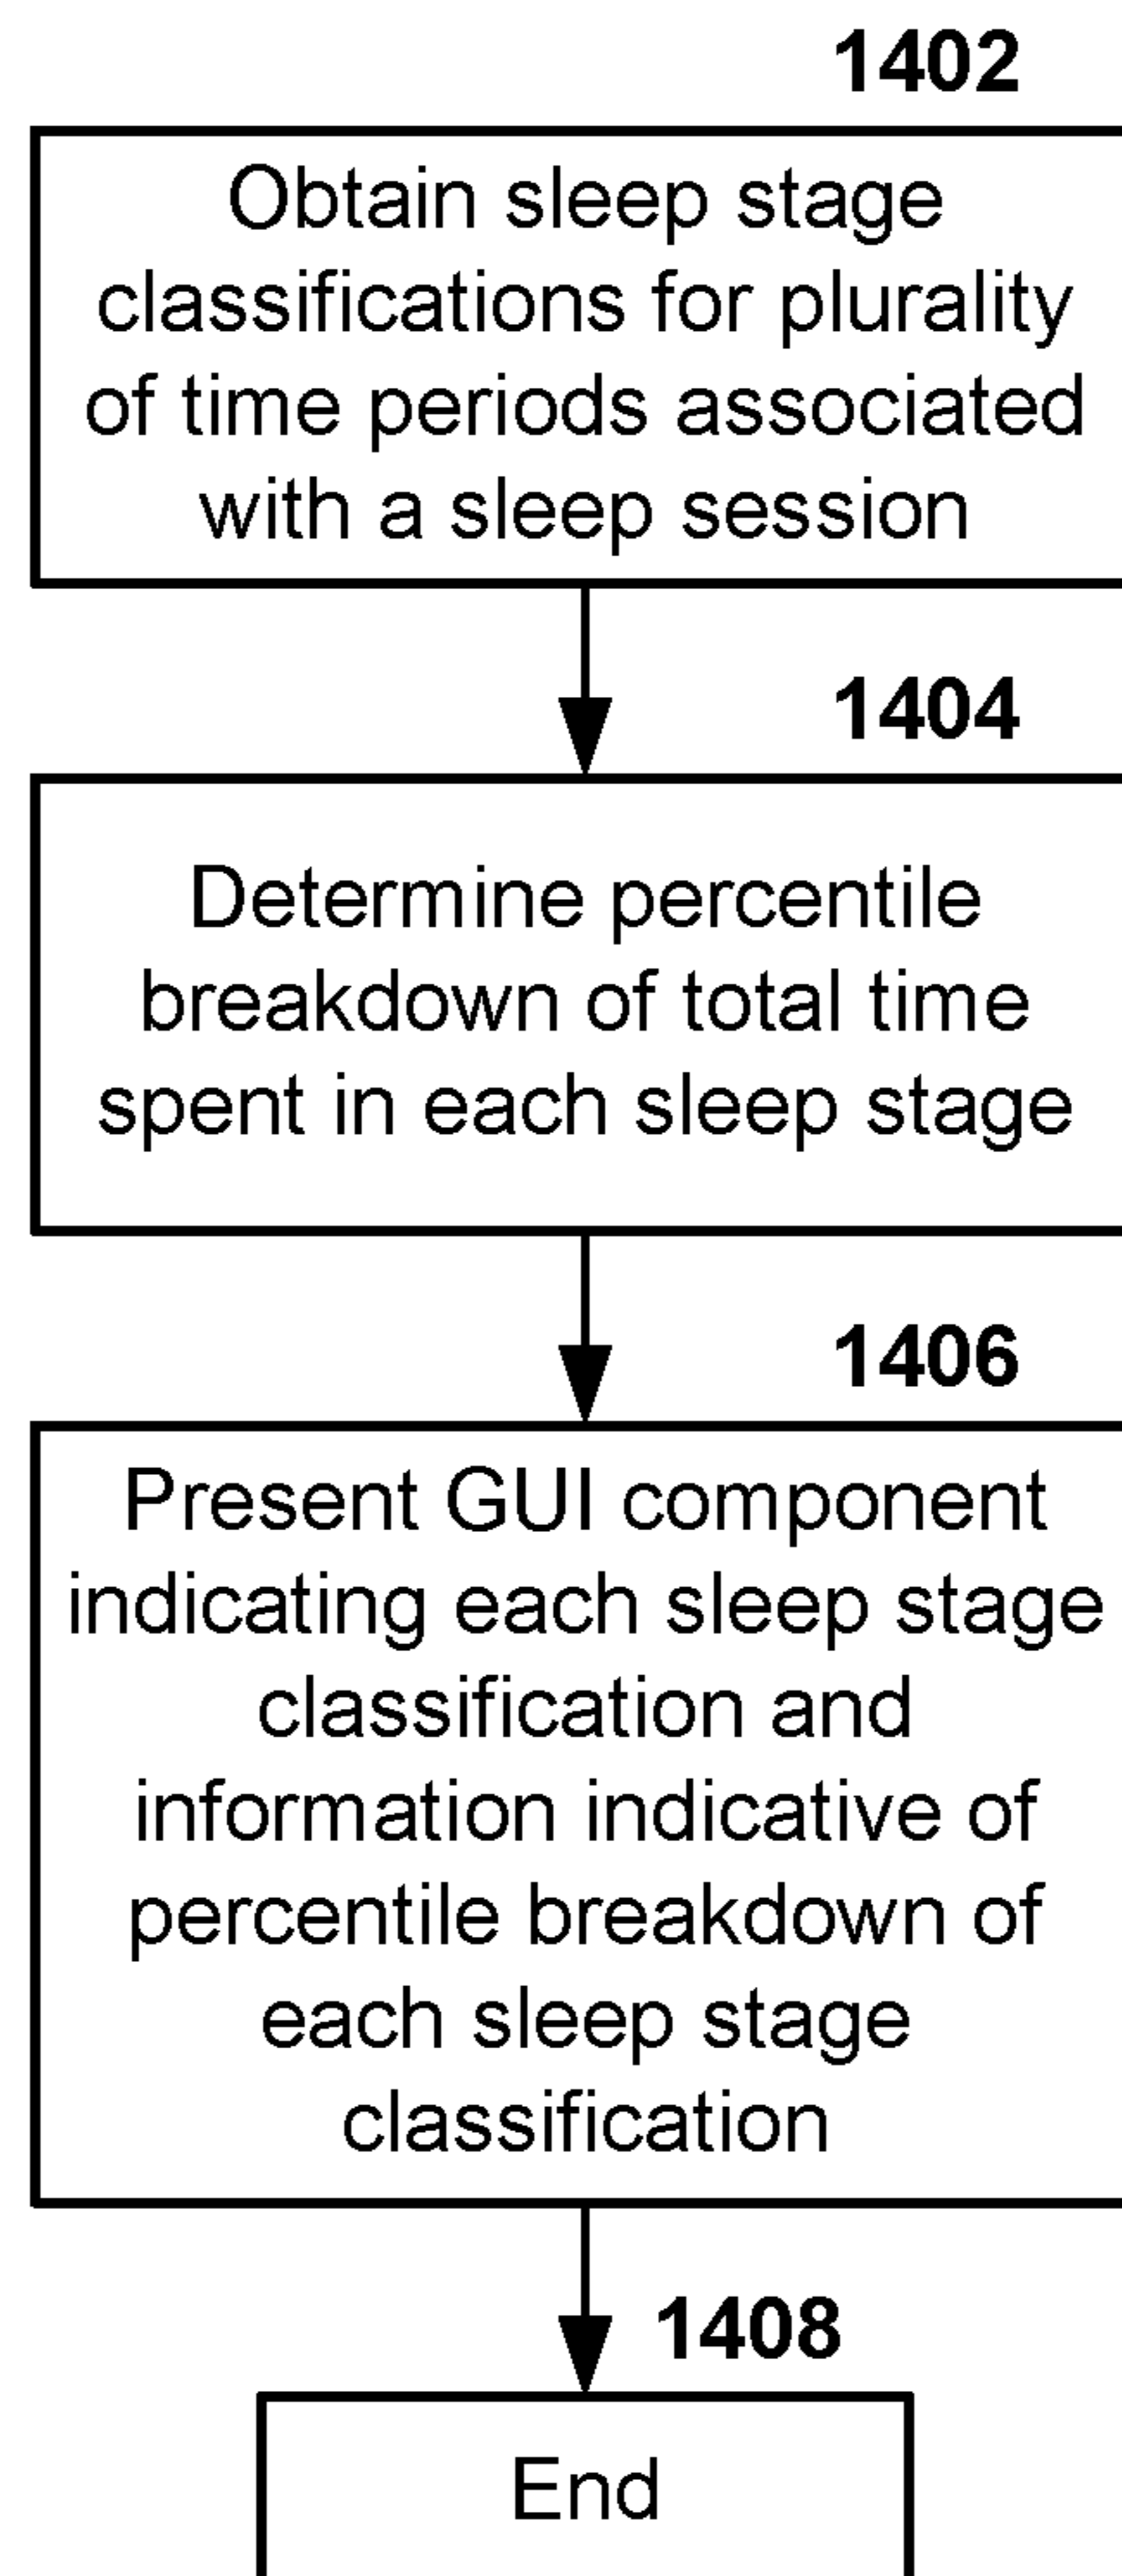 1402
Obtain sleep stage
classifications for plurality
of time periods associated
with a sleep session
1404
Determine percentile
breakdown of total time
spent in each sleep stage
1406
Present GUI component
indicating each sleep stage
classification and
information indicative of
percentile breakdown of
each sleep stage
classification
1408
End